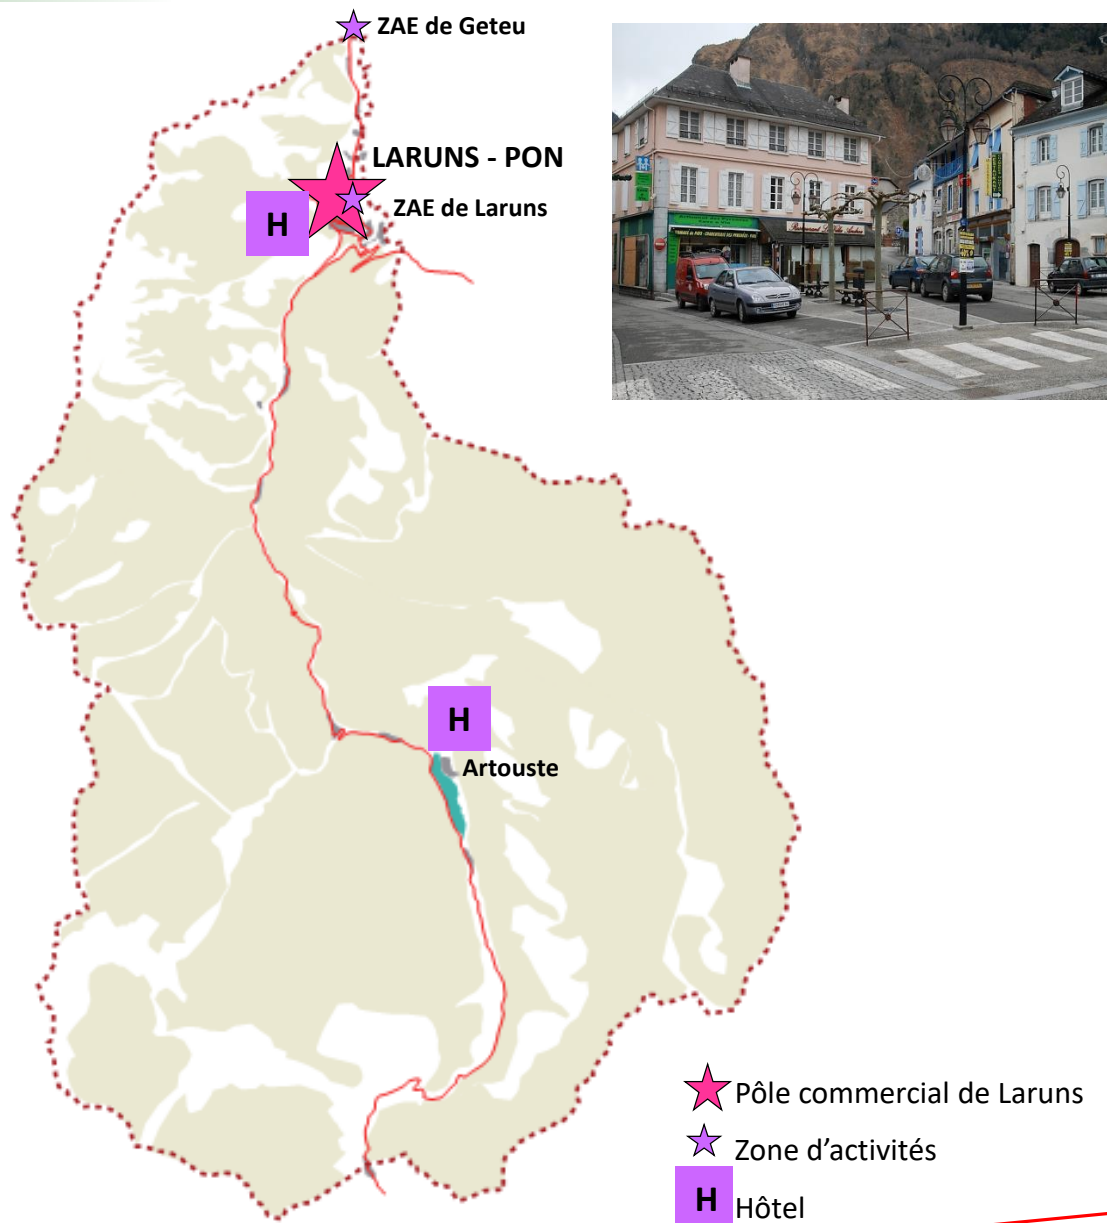 ZAE de Geteu
LARUNS - PON
ZAE de Laruns
H
H
Artouste
Pôle commercial de Laruns
Zone d'activités
H Hôtel